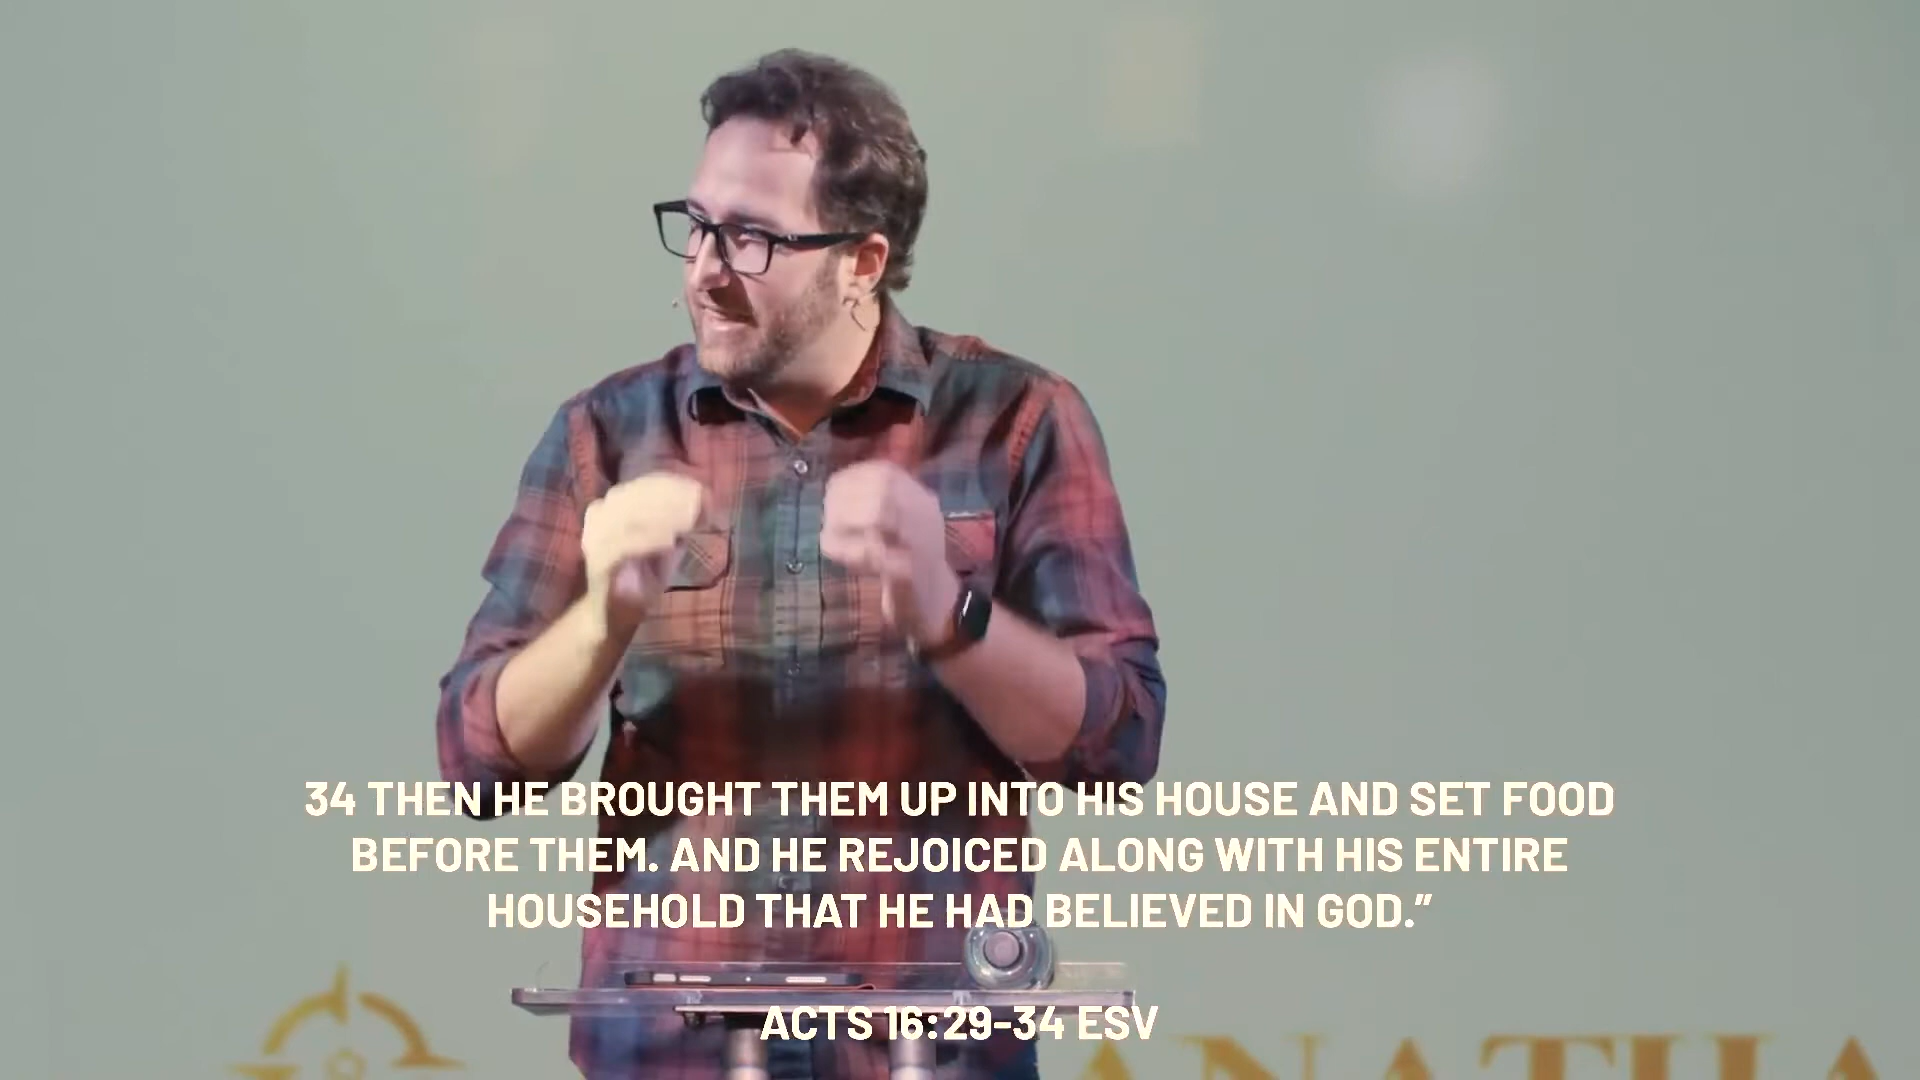 34 THEN HE BROUGHT THEM UP INTO HIS HOUSE AND SET FOOD
BEFORE THEM. AND HE REJOICED ALONG WITH HIS ENTIRE
HOUSEHOLD THAT HE HAD BELIEVED IN GOD.”
ACTS 16:29-34 ESV